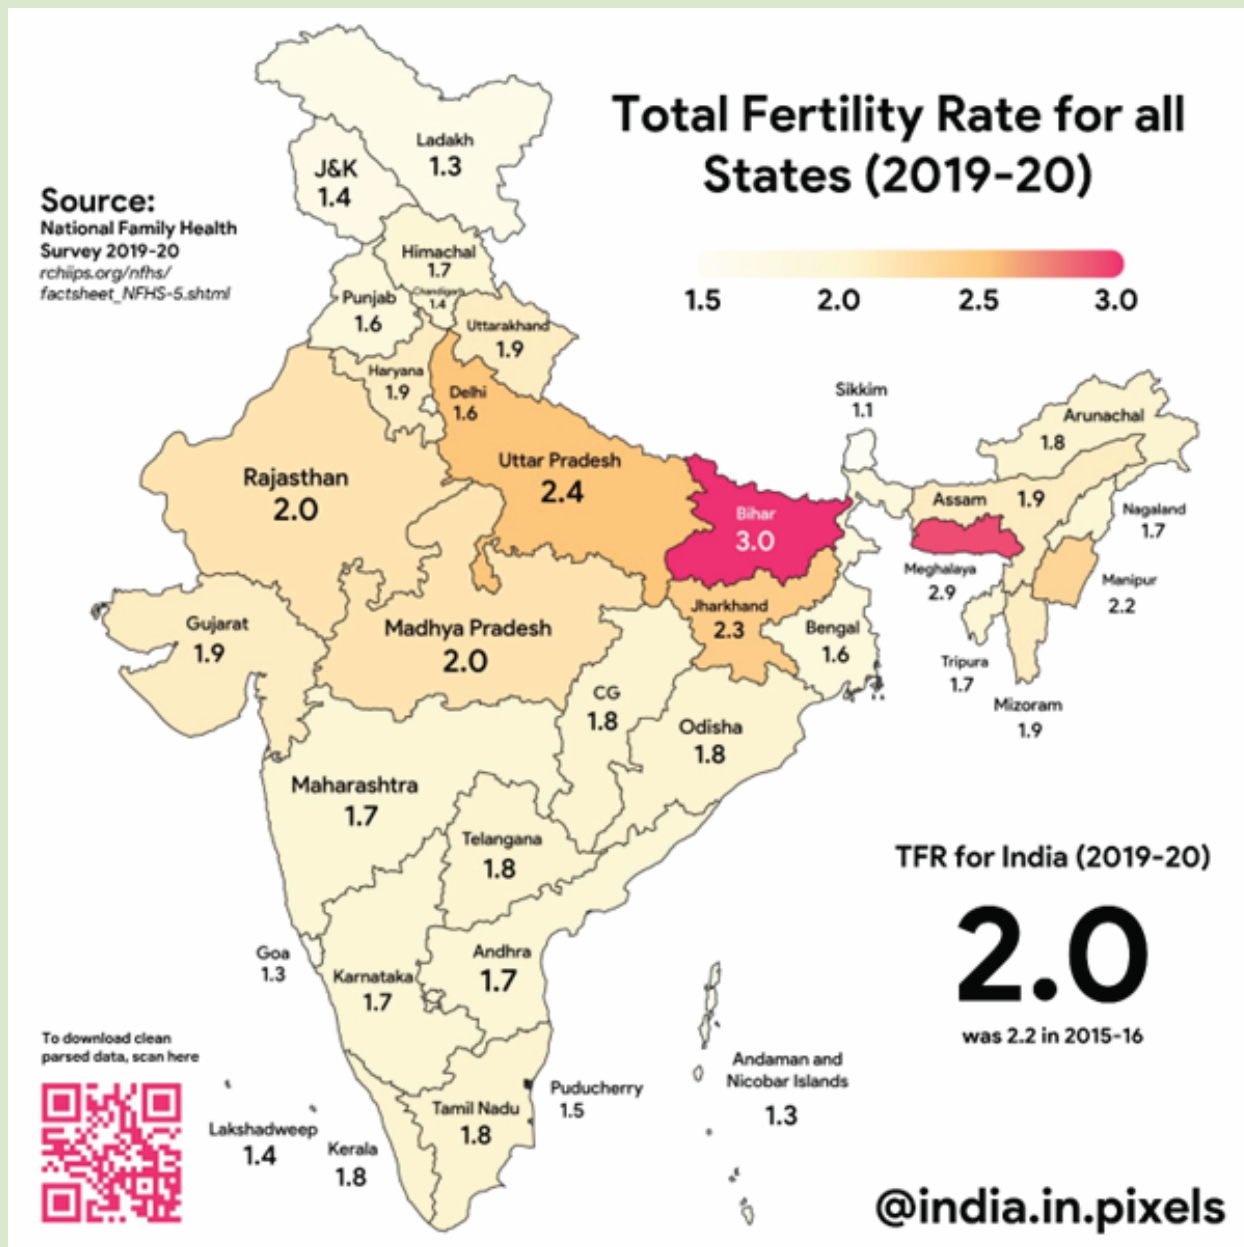 Total Fertility Rate for all
States (2019-20)
1.5 2.0 2.5 3.0
Source:
National Family Health
Survey 2019-20
rchiips.org/nfhs/
factsheet_NFHS-5.shtml
Ladakh
1.3
J&K
1.4
Himachal
1.7
Chandigarh
1.4
Punjab
1.6
Uttarakhand
1.9
Haryana
1.9
Delhi
1.6
Sikkim
1.1
Arunachal
1.8
Rajasthan
2.0
Uttar Pradesh
2.4
Bihar
3.0
Assam 1.9
Nagaland
1.7
Meghalaya
2.9
Manipur
2.2
Jharkhand
2.3
Gujarat
1.9
Madhya Pradesh
2.0
Bengal
1.6
Tripura
1.7
Mizoram
1.9
CG
1.8
Odisha
1.8
Maharashtra
1.7
Telangana
1.8
TFR for India (2019-20)
2.0
was 2.2 in 2015-16
Goa
1.3
Karnataka
1.7
Andhra
1.7
To download clean
parsed data, scan here
Andaman and
Nicobar Islands
1.3
Puducherry
1.5
Tamil Nadu
1.8
Lakshadweep
1.4
Kerala
1.8
@india.in.pixels